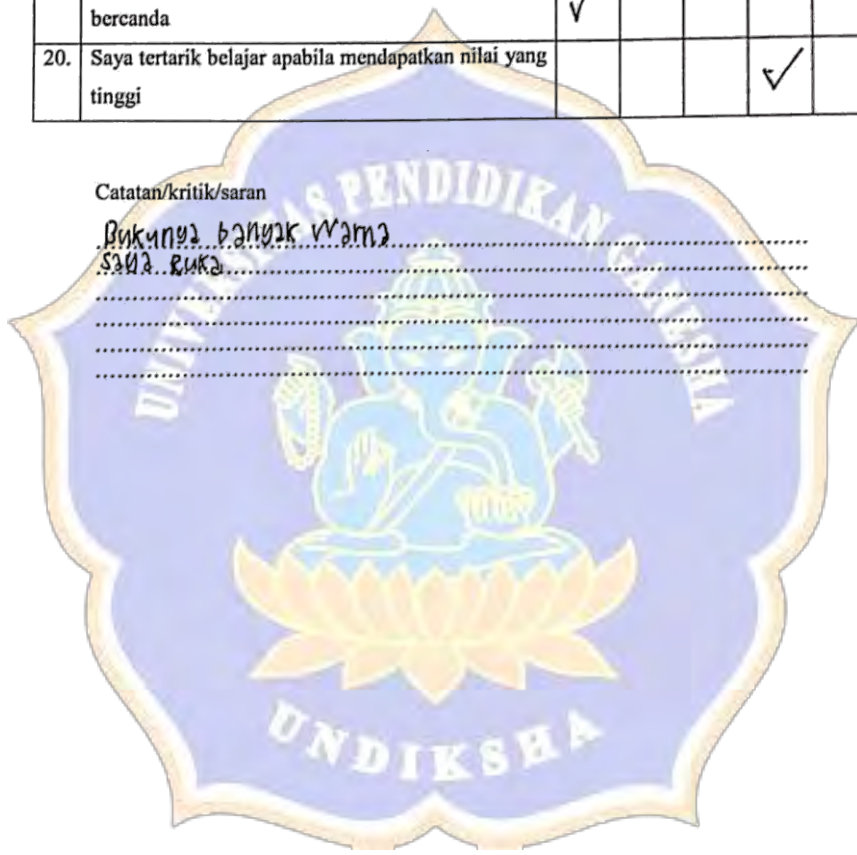 bercanda √
20. Saya tertarik belajar apabila mendapatkan nilai yang √
tinggi
Catatan/kritik/saran
Bukunya banyak warna
saya suka
UNIVERSITAS PENDIDIKAN GANESHA
UNDIKSHA